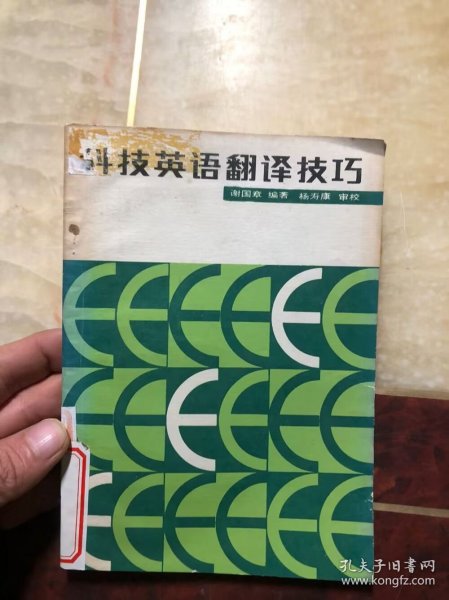 科技英语翻译技巧
谢国章 编著 杨寿康 审校
孔夫子旧书网
www.kongfz.com